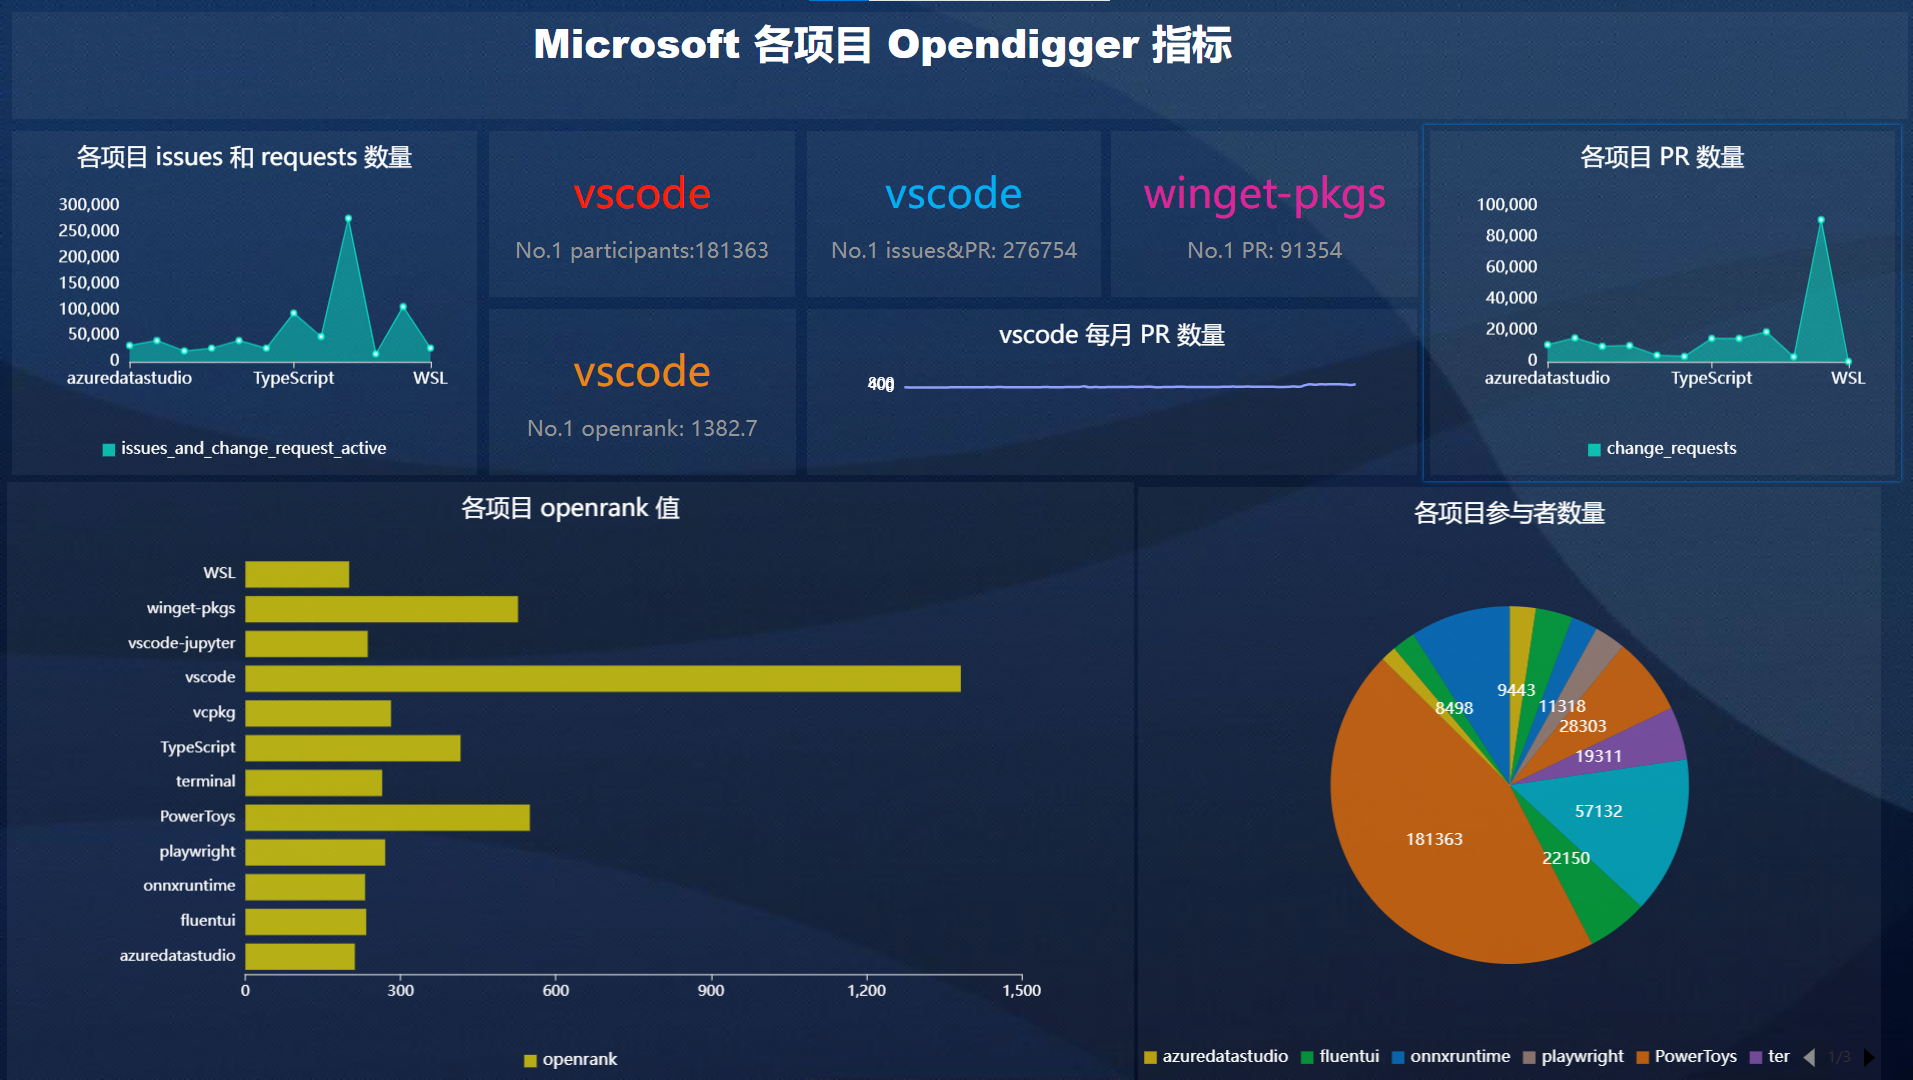 Microsoft 各项目 Opendigger 指标
各项目 issues 和 requests 数量
300,000
250,000
200,000
150,000
100,000
50,000
0
azuredatastudio TypeScript WSL
issues_and_change_request_active
vscode
No.1 participants:181363
vscode
No.1 issues&PR: 276754
winget-pkgs
No.1 PR: 91354
vscode
No.1 openrank: 1382.7
vscode 每月 PR 数量
800
400
各项目 PR 数量
100,000
80,000
60,000
40,000
20,000
0
azuredatastudio TypeScript WSL
change_requests
各项目 openrank 值
WSL
winget-pkgs
vscode-jupyter
vscode
vcpkg
TypeScript
terminal
PowerToys
playwright
onnxruntime
fluentui
azuredatastudio
0 300 600 900 1,200 1,500
openrank
各项目参与者数量
9443
8498 11318
28303
19311
57132
181363
22150
azuredatastudio fluentui onnxruntime playwright PowerToys ter 1/3